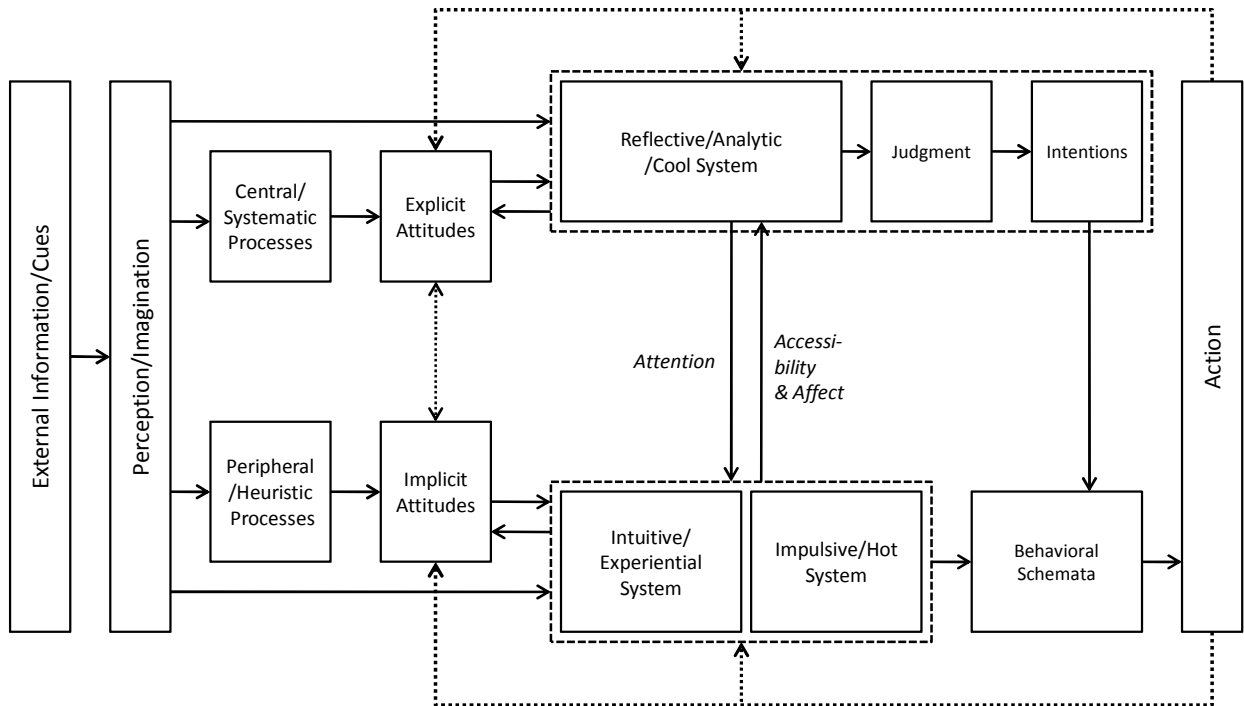 External Information/Cues
Perception/Imagination
Central/
Systematic
Processes
Explicit
Attitudes
Reflective/Analytic
/Cool System
Judgment
Intentions
Action
Attention
Accessi-
bility
& Affect
Peripheral
/Heuristic
Processes
Implicit
Attitudes
Intuitive/
Experiential
System
Impulsive/Hot
System
Behavioral
Schemata